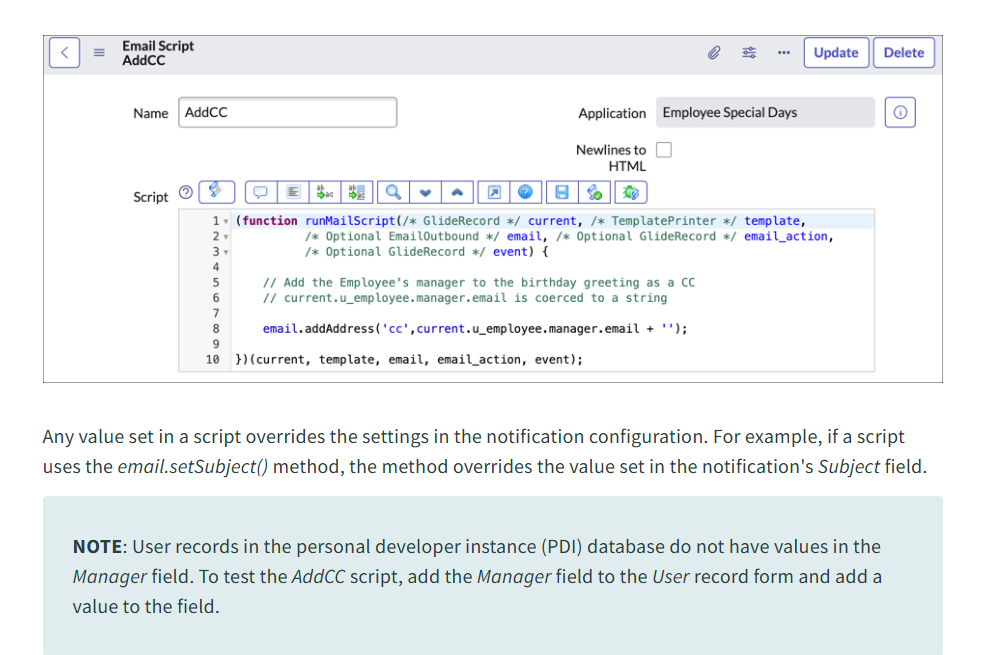 Email Script
AddCC
Update
Delete
Name
AddCC
Application
Employee Special Days
Newlines to
HTML
Script
1 (function runMailScript(/* GlideRecord */ current, /* TemplatePrinter */ template,
2 /* Optional EmailOutbound */ email, /* Optional GlideRecord */ email_action,
3 /* Optional GlideRecord */ event) {
4
5 // Add the Employee's manager to the birthday greeting as a CC
6 // current.u_employee.manager.email is coerced to a string
7
8 email.addAddress('cc',current.u_employee.manager.email + '');
9
10 })(current, template, email, email_action, event);
Any value set in a script overrides the settings in the notification configuration. For example, if a script
uses the email.setSubject() method, the method overrides the value set in the notification's Subject field.
NOTE: User records in the personal developer instance (PDI) database do not have values in the
Manager field. To test the AddCC script, add the Manager field to the User record form and add a
value to the field.